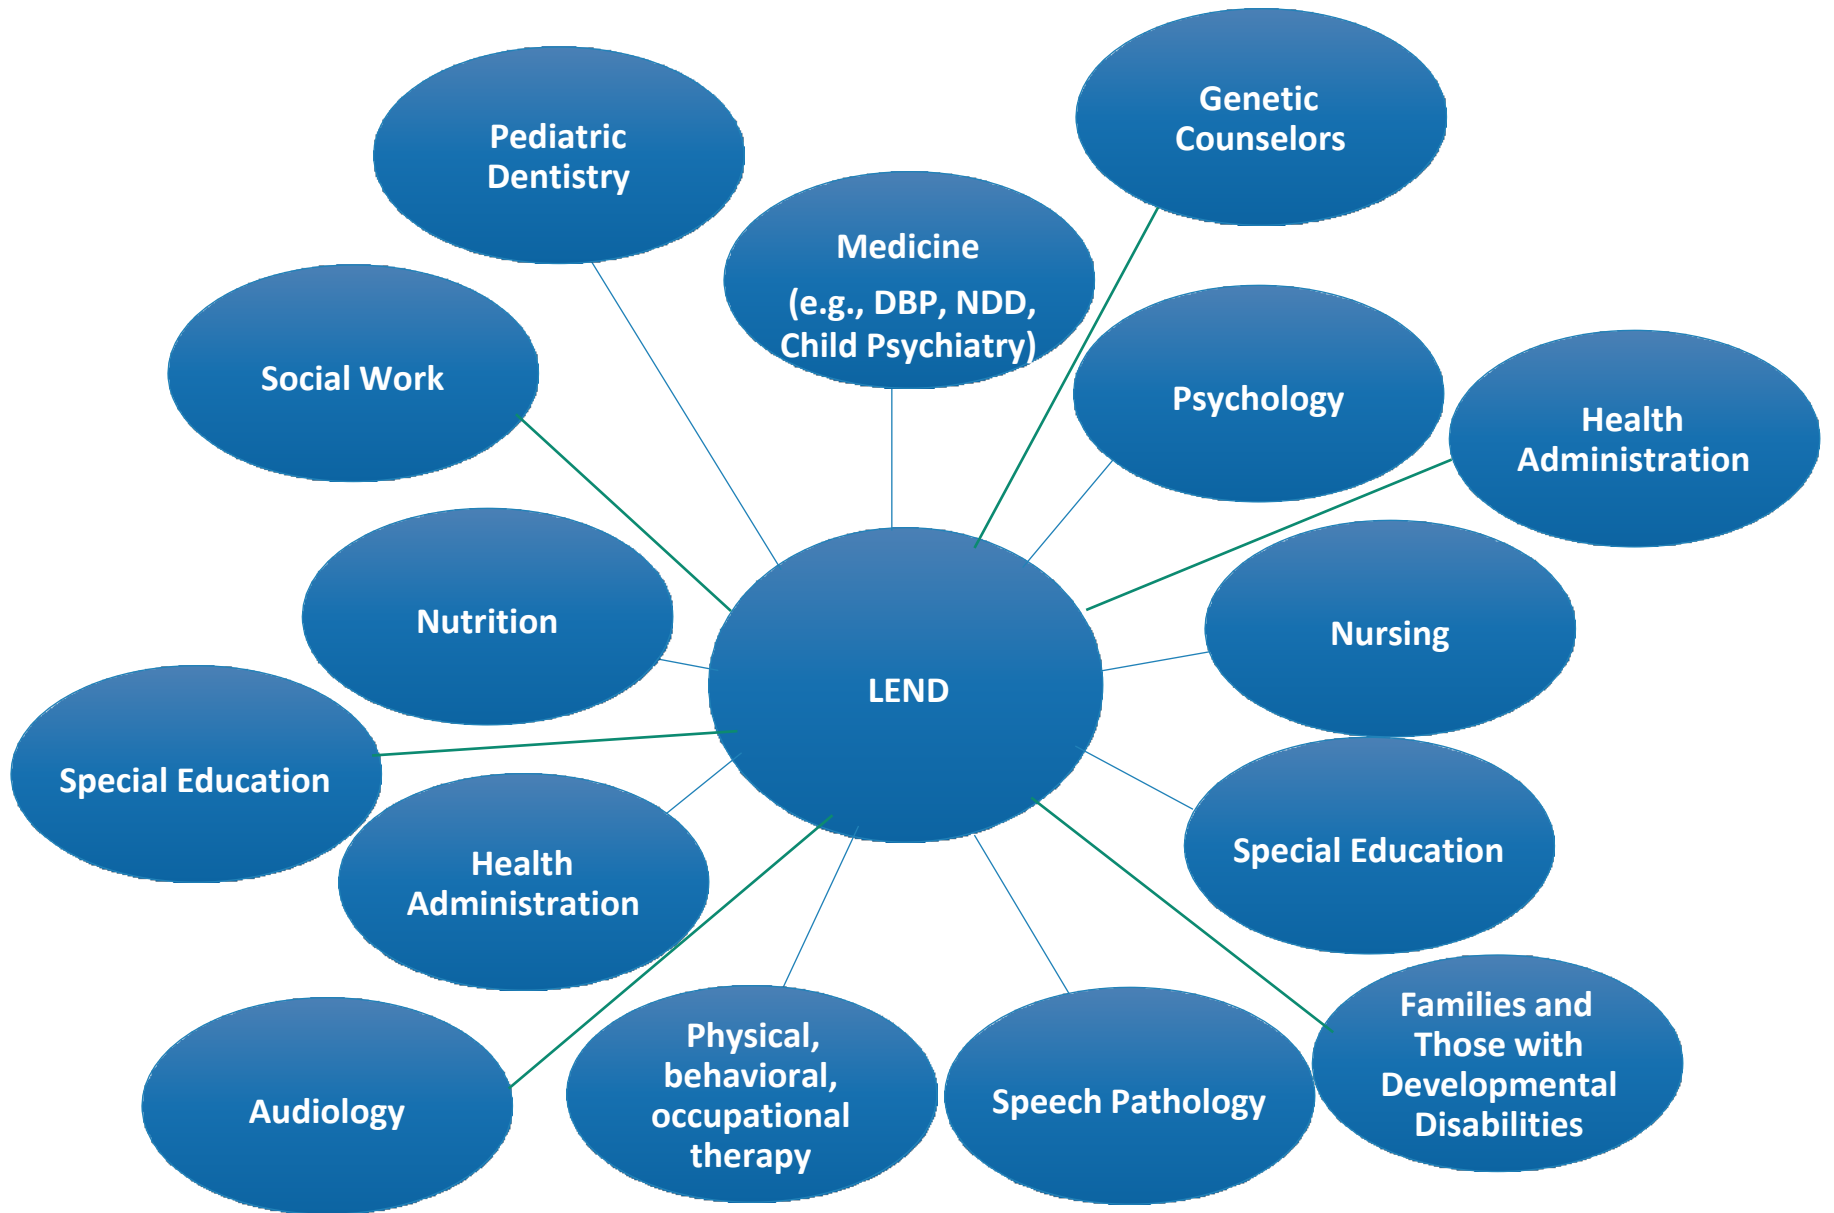 Genetic
Counselors
Pediatric
Dentistry
Medicine
(e.g., DBP, NDD,
Child Psychiatry)
Social Work
Psychology
Health
Administration
Nutrition
Nursing
LEND
Special Education
Special Education
Health
Administration
Families and
Those with
Developmental
Disabilities
Physical,
behavioral,
occupational
therapy
Speech Pathology
Audiology